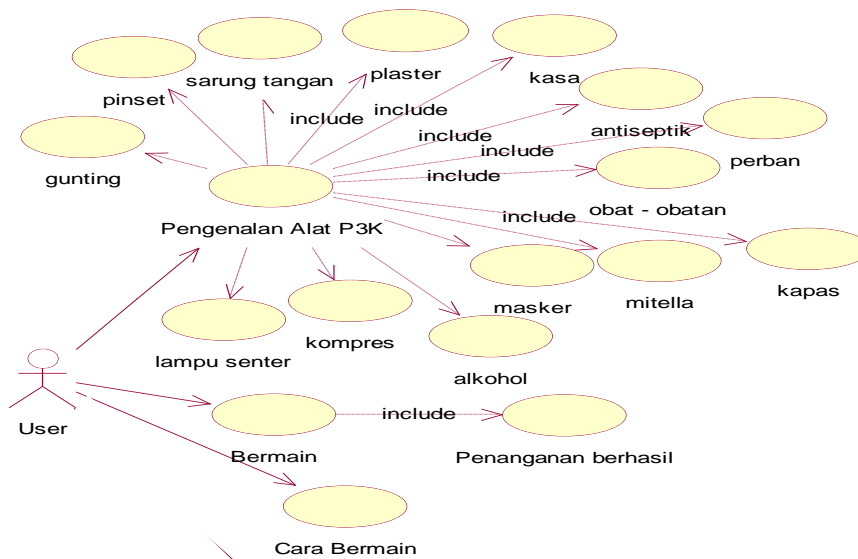 pinset
sarung tangan
plaster
kasa
include
include
gunting
include
antiseptik
include
perban
include
obat - obatan
Pengenalan Alat P3K
include
masker
mitella
kapas
lampu senter
kompres
alkohol
User
Bermain
include
Penanganan berhasil
Cara Bermain